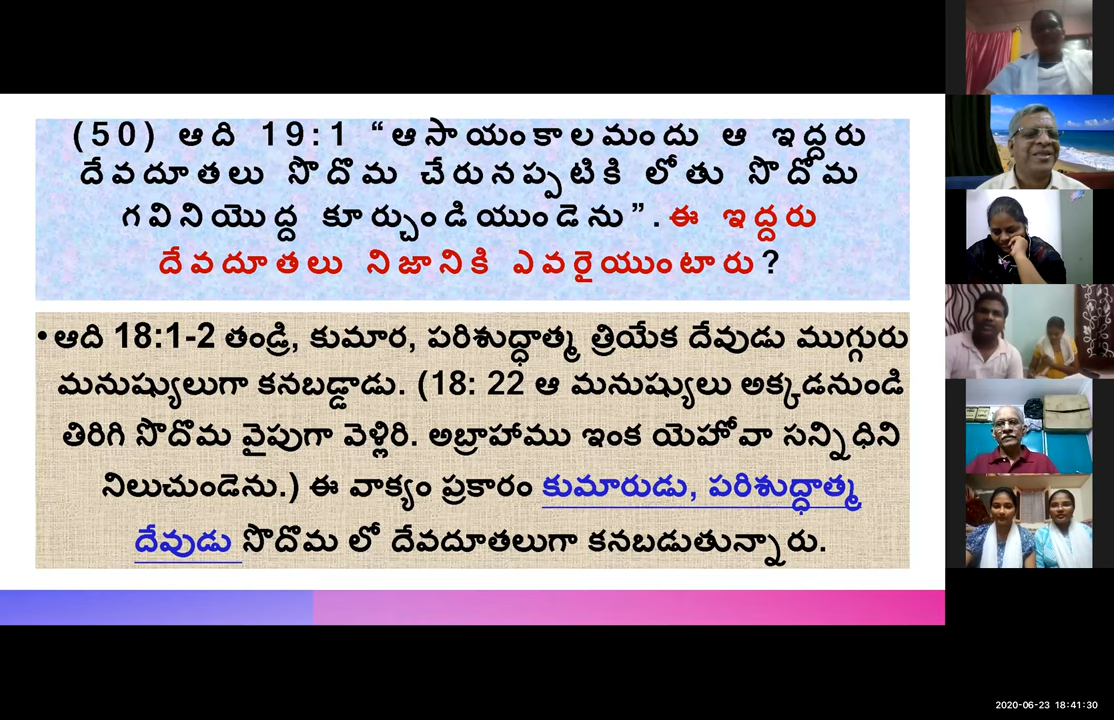 (50) ఆది 19:1 “ఆ సాయంకాలమందు ఆ ఇద్దరు
దేవదూతలు సొదొమ చేరునప్పటికి లోతు సొదొమ
గవినియొద్ద కూర్చుండియుండెను”. ఈ ఇద్దరు
దేవదూతలు నిజానికి ఎవరైయుంటారు?
• ఆది 18:1-2 తండ్రి, కుమార, పరిశుద్ధాత్మ త్రియేక దేవుడు ముగ్గురు
మనుష్యులుగా కనబడ్డాడు. (18: 22 ఆ మనుష్యులు అక్కడనుండి
తిరిగి సొదొమ వైపుగా వెళ్లిరి. అబ్రాహాము ఇంక యెహోవా సన్నిధిని
నిలుచుండెను.) ఈ వాక్యం ప్రకారం కుమారుడు, పరిశుద్ధాత్మ
దేవుడు సొదొమ లో దేవదూతలుగా కనబడుతున్నారు.
2020-06-23 18:41:30